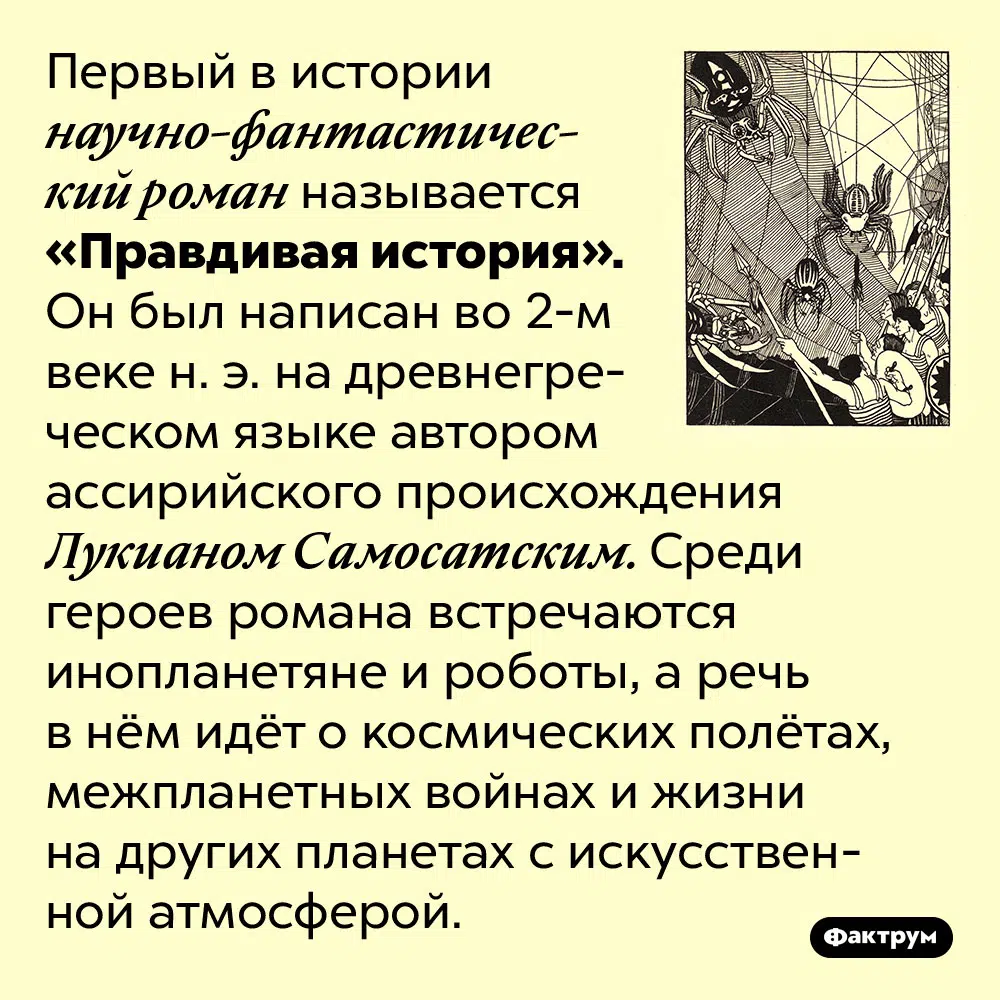 Первый в истории
научно-фантастичес-
кий роман называется
«Правдивая история».
Он был написан во 2-м
веке н. э. на древнегре-
ческом языке автором
ассирийского происхождения
Лукианом Самосатским. Среди
героев романа встречаются
инопланетяне и роботы, а речь
в нём идёт о космических полётах,
межпланетных войнах и жизни
на других планетах с искусствен-
ной атмосферой.
Фактрум